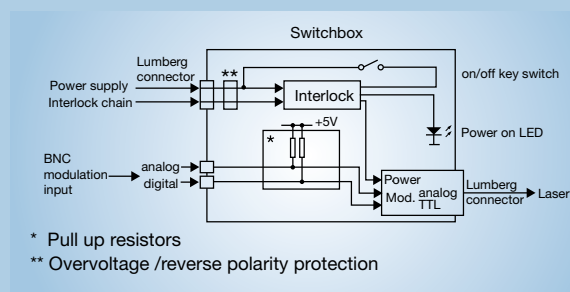 Switchbox
Lumberg
connector
**
Power supply
Interlock chain
on/off key switch
Interlock
+5V
*
Power on LED
BNC
modulation
input
analog
digital
Power
Mod. analog
TTL
Lumberg
connector
Laser
* Pull up resistors
** Overvoltage /reverse polarity protection